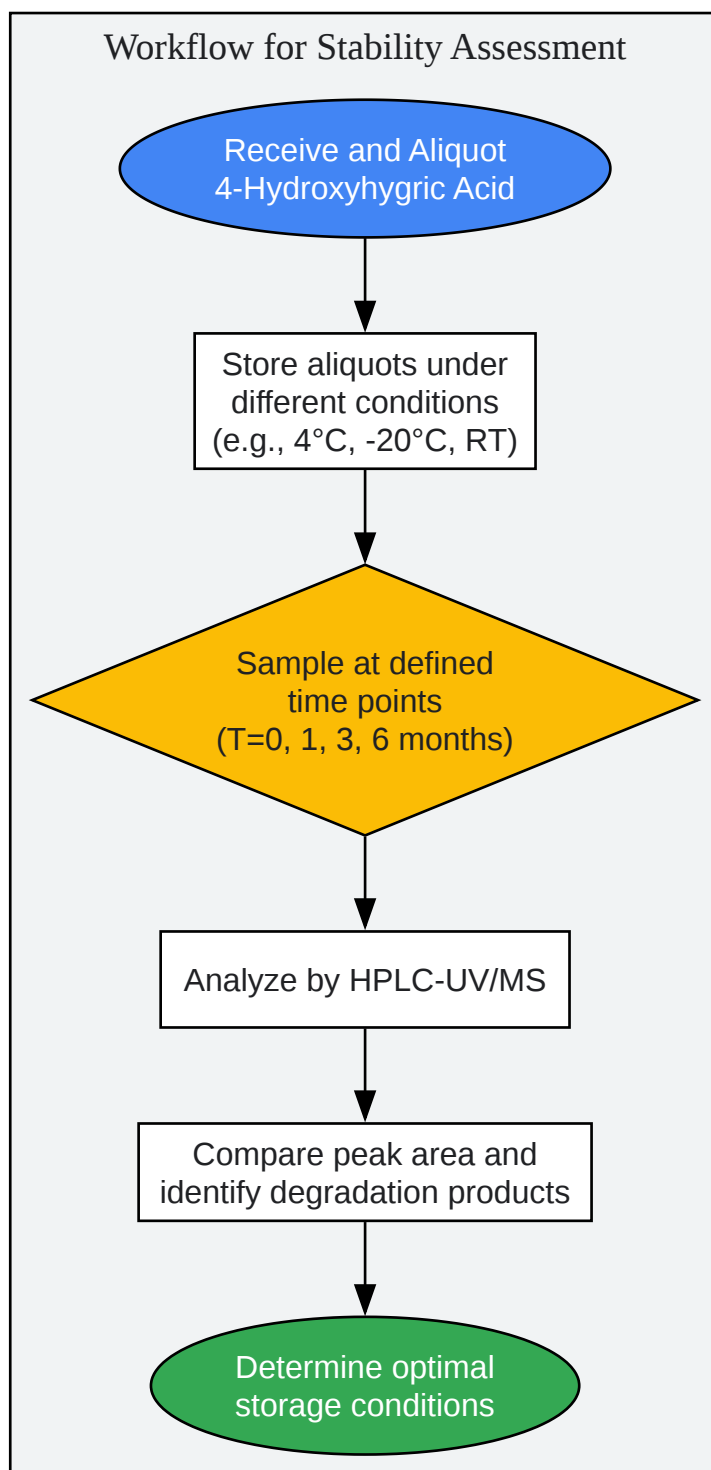 Workflow for Stability Assessment
Receive and Aliquot
4-Hydroxyhygric Acid
Store aliquots under
different conditions
(e.g., 4°C, -20°C, RT)
Sample at defined
time points
(T=0, 1, 3, 6 months)
Analyze by HPLC-UV/MS
Compare peak area and
identify degradation products
Determine optimal
storage conditions